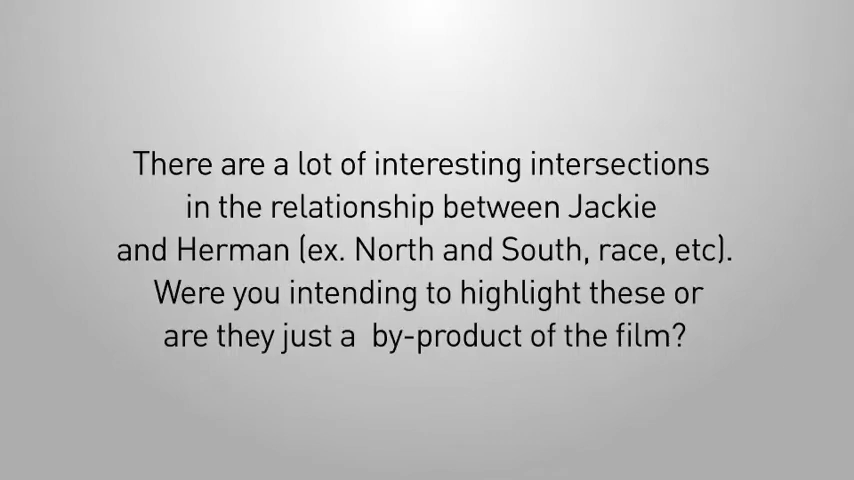 There are a lot of interesting intersections
in the relationship between Jackie
and Herman (ex. North and South, race, etc).
Were you intending to highlight these or
are they just a  by-product of the film?